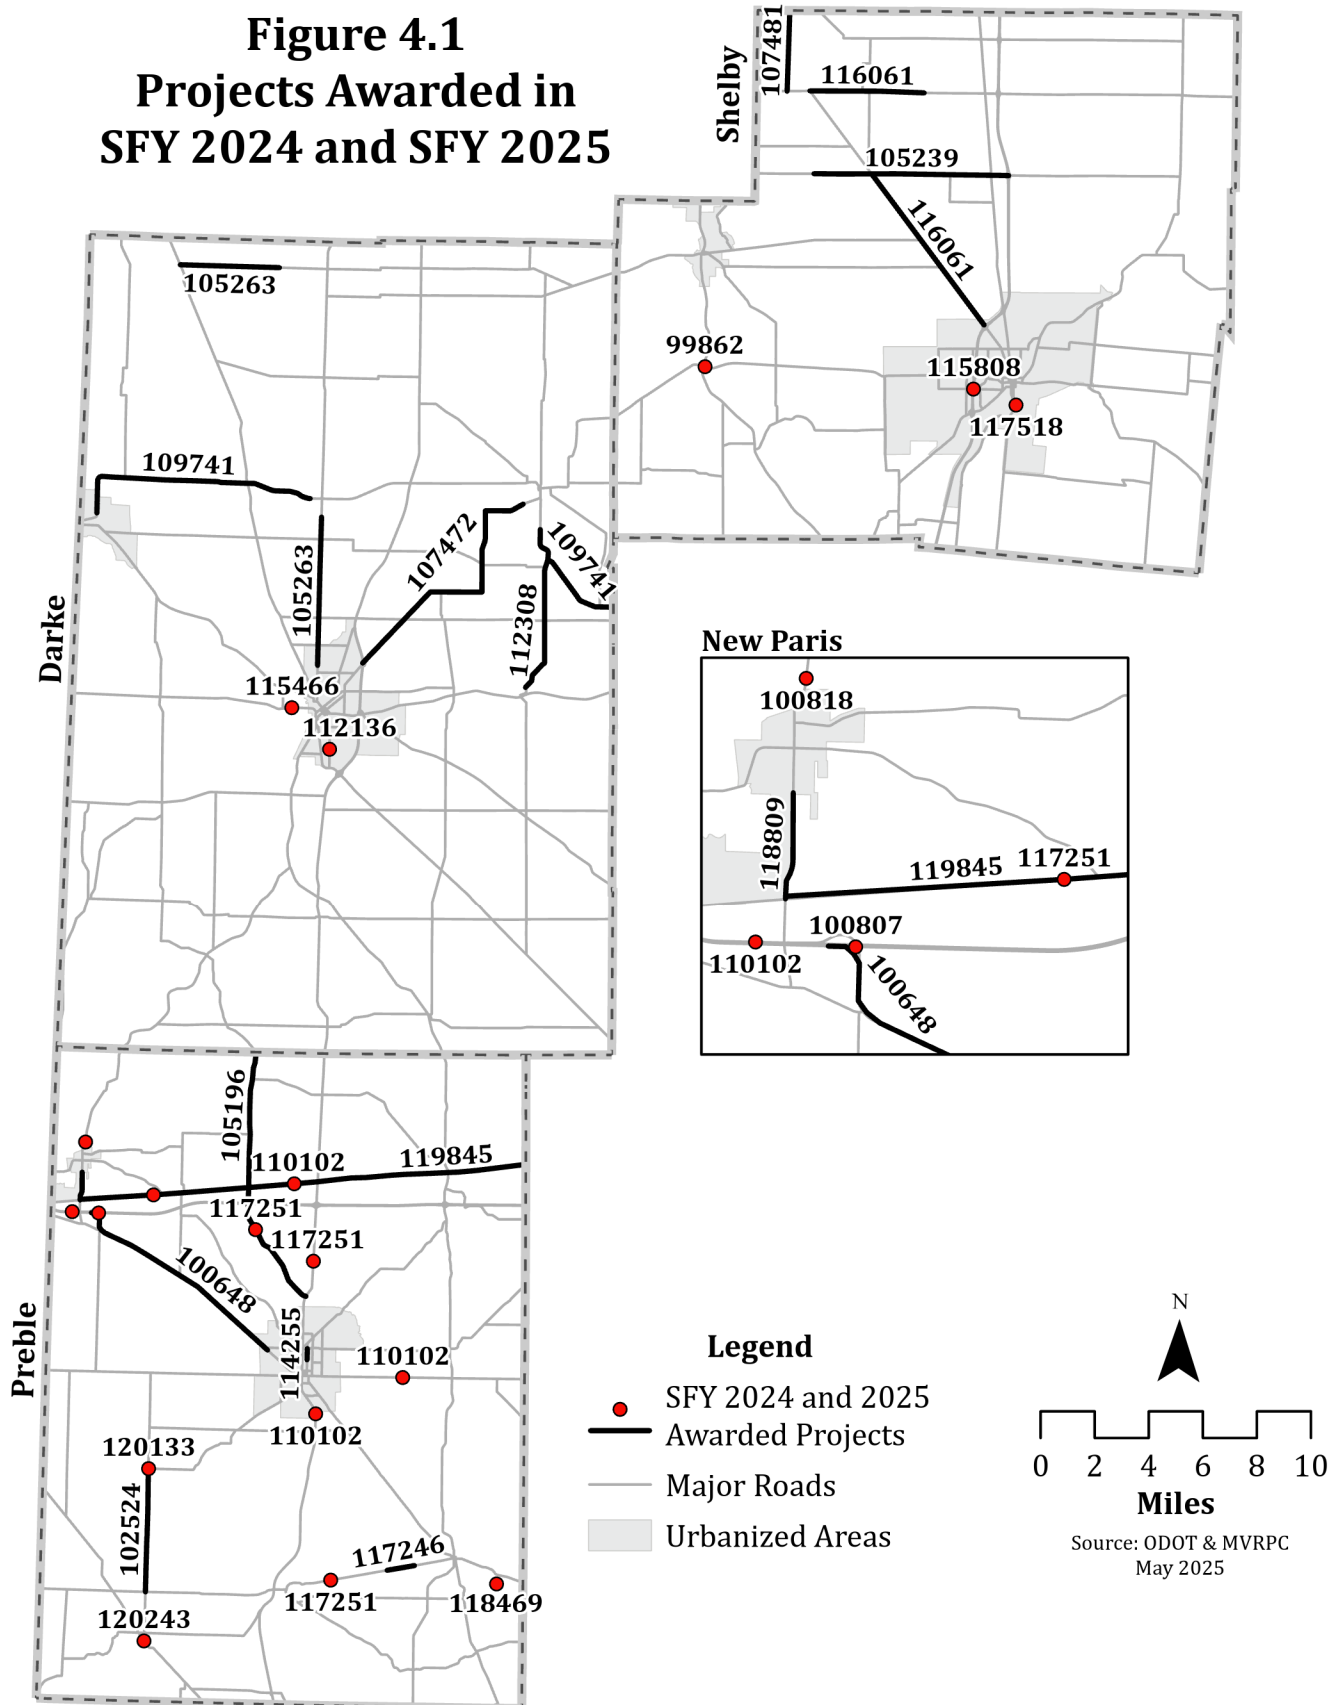 Figure 4.1
Projects Awarded in
SFY 2024 and SFY 2025
Shelby
107481
116061
105239
116061
99862
115808
117518
Darke
105263
109741
105263
107472
109741
112308
115466
112136
New Paris
100818
118809
119845
117251
100807
110102
100648
Preble
105196
110102
119845
117251
117251
100648
114255
110102
110102
120133
102524
117246
117251
118469
120243
Legend
SFY 2024 and 2025
Awarded Projects
Major Roads
Urbanized Areas
N
0 2 4 6 8 10
Miles
Source: ODOT & MVRPC
May 2025